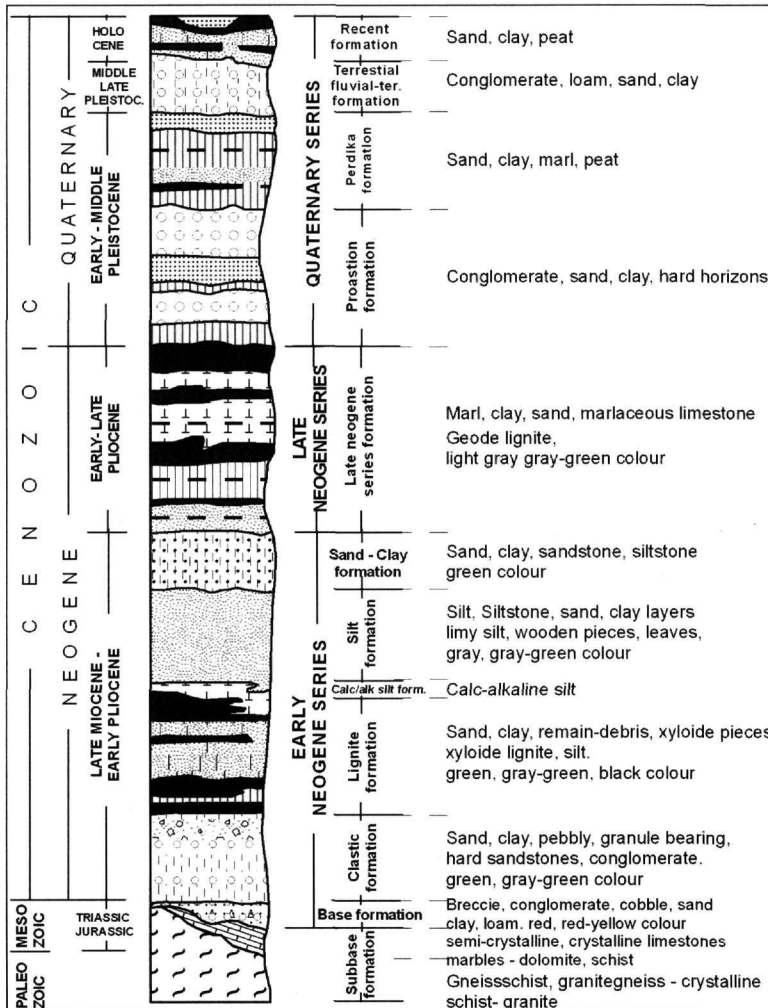 CENOZOIC
MESO
ZOIC
PALEO
ZOIC
QUATERNARY
NEOGENE
HOLO
CENE
MIDDLE
LATE
PLEISTOC.
EARLY - MIDDLE
PLEISTOCENE
EARLY-LATE
PLIOCENE
LATE MIOCENE -
EARLY PLIOCENE
TRIASSIC
JURASSIC
QUATERNARY SERIES
LATE
NEOGENE SERIES
EARLY
NEOGENE SERIES
Recent
formation
Sand, clay, peat
Terrestial
fluvial-ter.
formation
Conglomerate, loam, sand, clay
Perdika
formation
Sand, clay, marl, peat
Proastion
formation
Conglomerate, sand, clay, hard horizons
Late neogene
series formation
Marl, clay, sand, marlaceous limestone
Geode lignite,
light gray gray-green colour
Sand - Clay
formation
Sand, clay, sandstone, siltstone
green colour
Silt
formation
Silt, Siltstone, sand, clay layers
limy silt, wooden pieces, leaves,
gray, gray-green colour
Calc/alk silt form.
Calc-alkaline silt
Lignite
formation
Sand, clay, remain-debris, xyloide pieces
xyloide lignite, silt.
green, gray-green, black colour
Clastic
formation
Sand, clay, pebbly, granule bearing,
hard sandstones, conglomerate.
green, gray-green colour
Base formation
Breccie, conglomerate, cobble, sand
clay, loam. red, red-yellow colour
Subbase
formation
semi-crystalline, crystalline limestones
marbles - dolomite, schist
Gneissschist, granitegneiss - crystalline
schist- granite